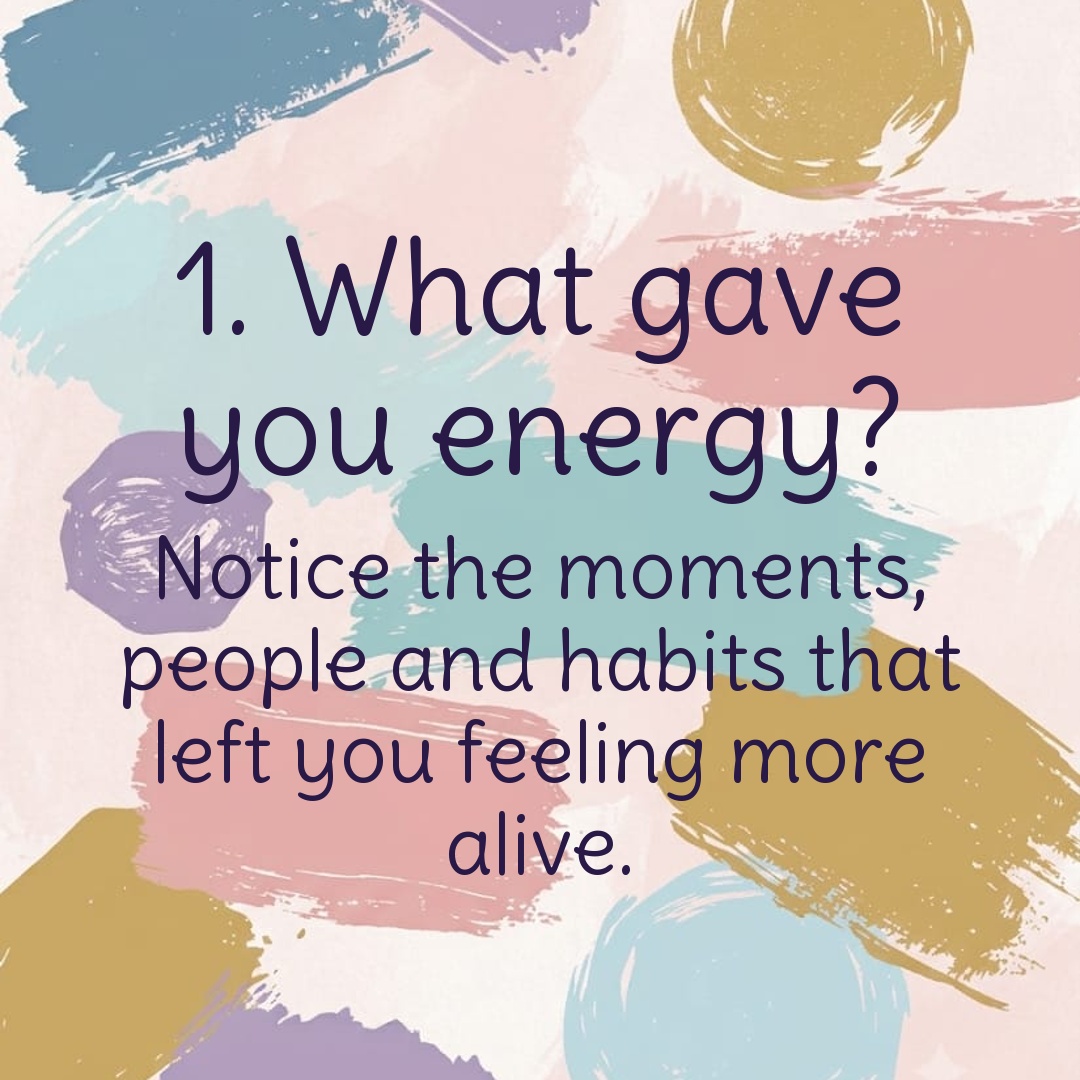 1. What gave
you energy?
Notice the moments,
people and habits that
left you feeling more
alive.